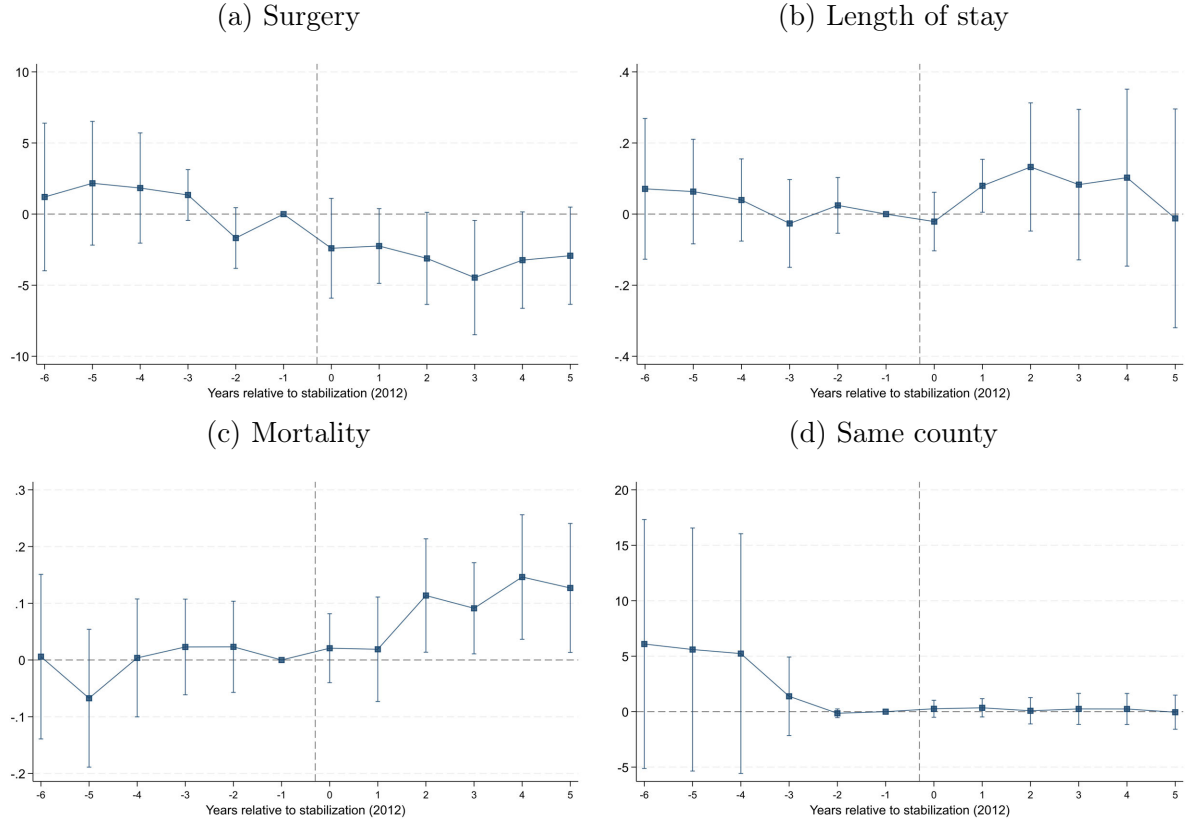 (a) Surgery
10
5
0
-5
-10
-6 -5 -4 -3 -2 -1 0 1 2 3 4 5
Years relative to stabilization (2012)
(b) Length of stay
.4
.2
0
-.2
-.4
-6 -5 -4 -3 -2 -1 0 1 2 3 4 5
Years relative to stabilization (2012)
(c) Mortality
.3
.2
.1
0
-.1
-.2
-6 -5 -4 -3 -2 -1 0 1 2 3 4 5
Years relative to stabilization (2012)
(d) Same county
20
15
10
5
0
-5
-6 -5 -4 -3 -2 -1 0 1 2 3 4 5
Years relative to stabilization (2012)